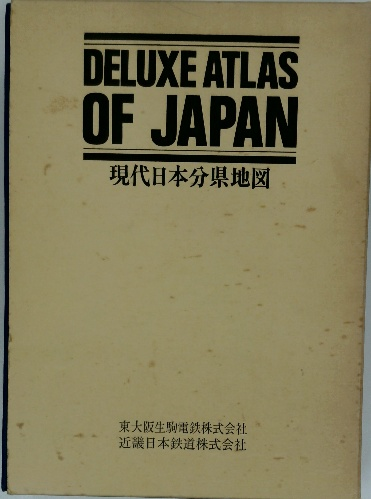 DELUXE ATLAS
OF JAPAN
現代日本分県地図
東大阪生駒電鉄株式会社
近畿日本鉄道株式会社